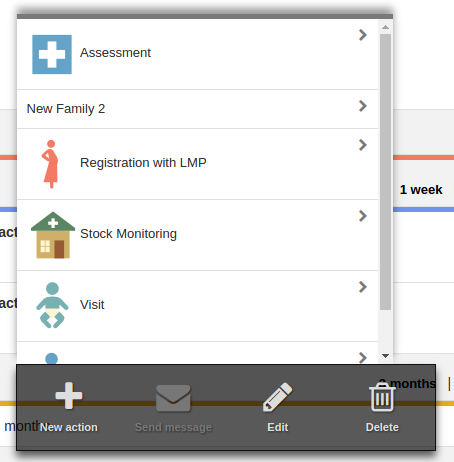 Assessment
New Family 2
Registration with LMP
1 week
act
Stock Monitoring
act
Visit
months |
New action
Send message
Edit
Delete
month